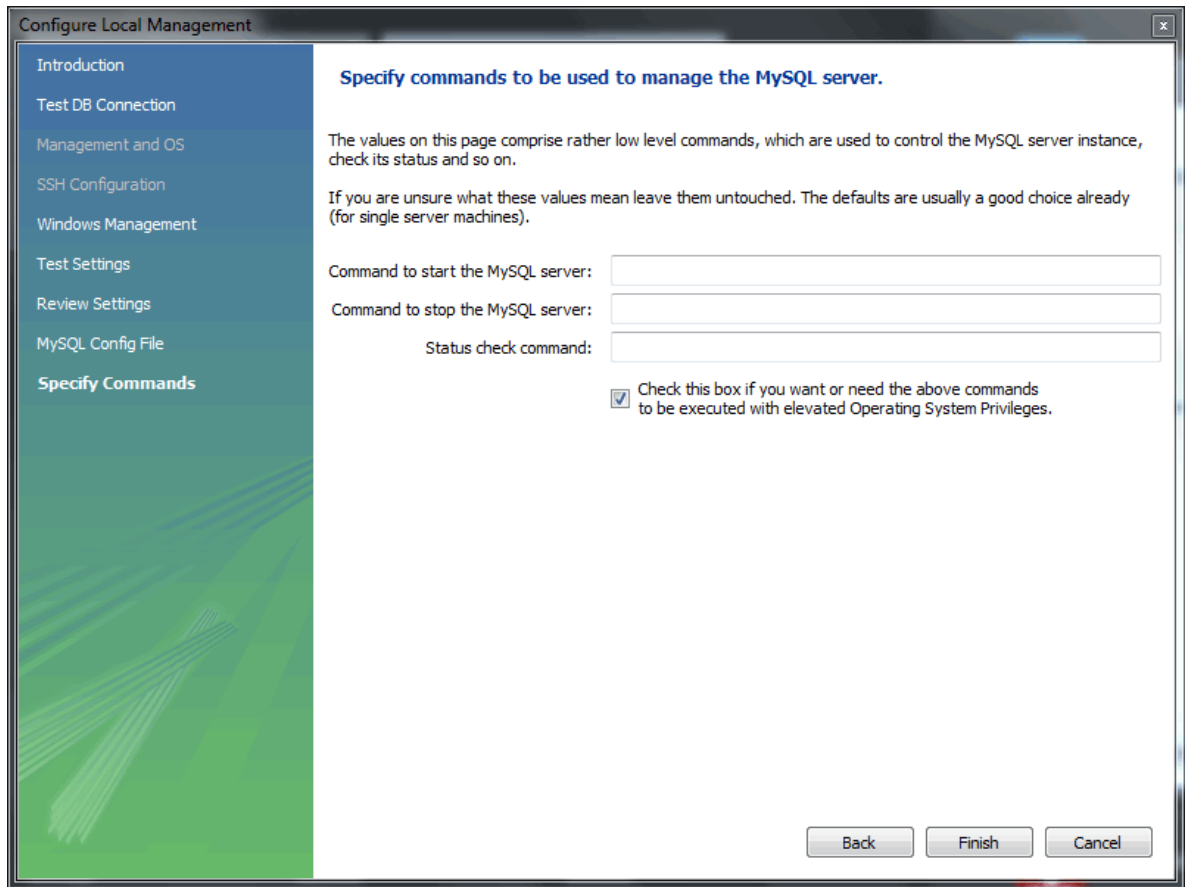 Configure Local Management
Introduction
Test DB Connection
Management and OS
SSH Configuration
Windows Management
Test Settings
Review Settings
MySQL Config File
Specify Commands
Specify commands to be used to manage the MySQL server.
The values on this page comprise rather low level commands, which are used to control the MySQL server instance,
check its status and so on.
If you are unsure what these values mean leave them untouched. The defaults are usually a good choice already
(for single server machines).
Command to start the MySQL server:
Command to stop the MySQL server:
Status check command:
Check this box if you want or need the above commands
to be executed with elevated Operating System Privileges.
Back
Finish
Cancel